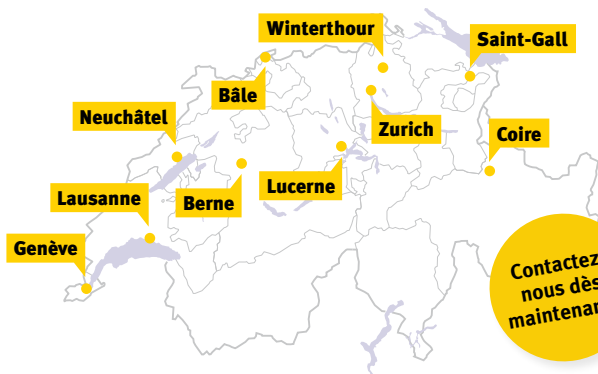 Winterthour
Saint-Gall
Bâle
Neuchâtel
Zurich
Coire
Lausanne
Berne
Lucerne
Genève
Contactez
nous dès
maintenan